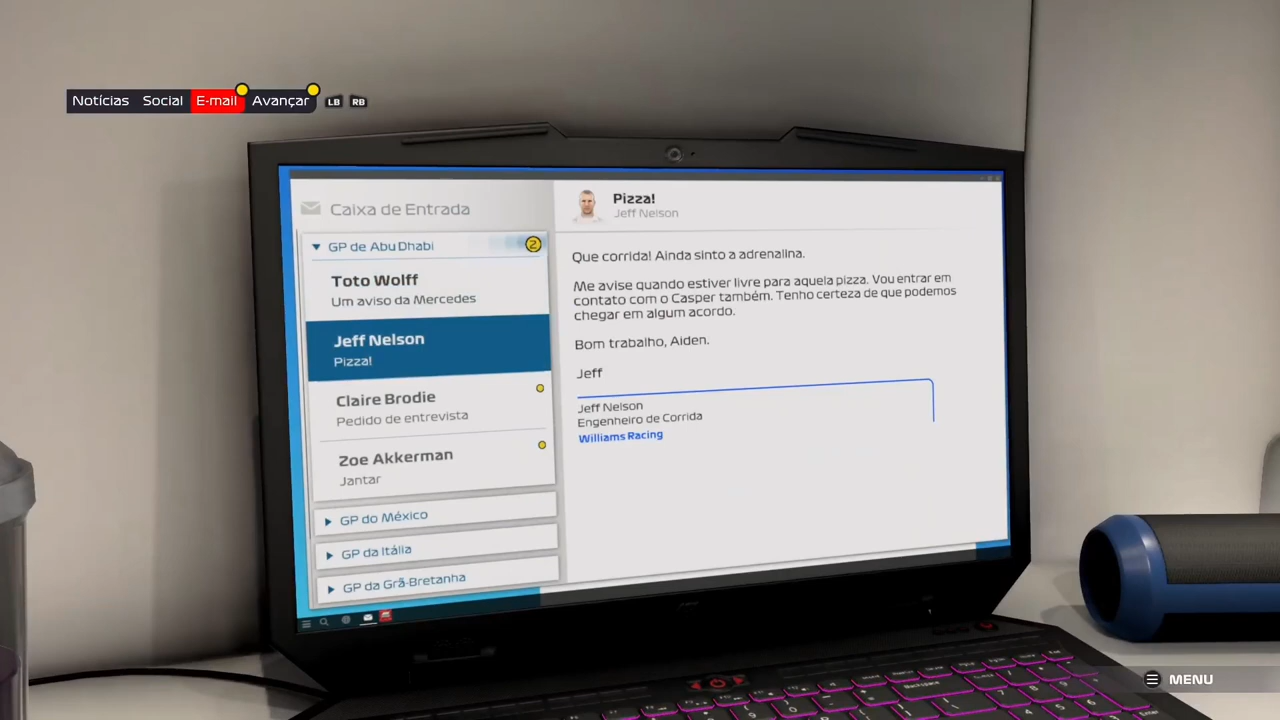 Notícias Social E-mail Avançar LB RB
Caixa de Entrada
GP de Abu Dhabi 2
Toto Wolff
Um aviso da Mercedes
Jeff Nelson
Pizza!
Claire Brodie
Pedido de entrevista
Zoe Akkerman
Jantar
GP do México
GP da Itália
GP da Grã-Bretanha
Pizza!
Jeff Nelson
Que corrida! Ainda sinto a adrenalina.
Me avise quando estiver livre para aquela pizza. Vou entrar em
contato com o Casper também. Tenho certeza de que podemos
chegar em algum acordo.
Bom trabalho, Aiden.
Jeff
Jeff Nelson
Engenheiro de Corrida
Williams Racing
Backspace
MENU